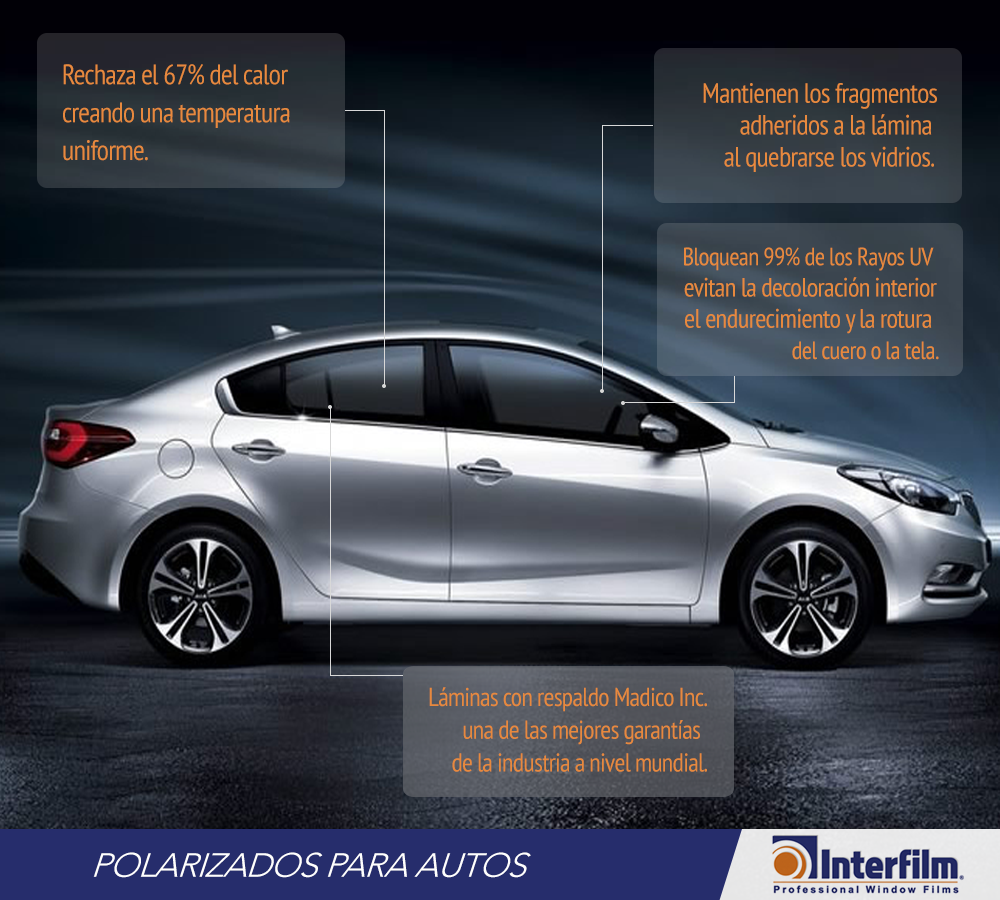 Rechaza el 67% del calor
creando una temperatura
uniforme.
Mantienen los fragmentos
adheridos a la lámina
al quebrarse los vidrios.
Bloquean 99% de los Rayos UV
evitan la decoloración interior
el endurecimiento y la rotura
del cuero o la tela.
Láminas con respaldo Madico Inc.
una de las mejores garantías
de la industria a nivel mundial.
POLARIZADOS PARA AUTOS
Interfilm®
Professional Window Films